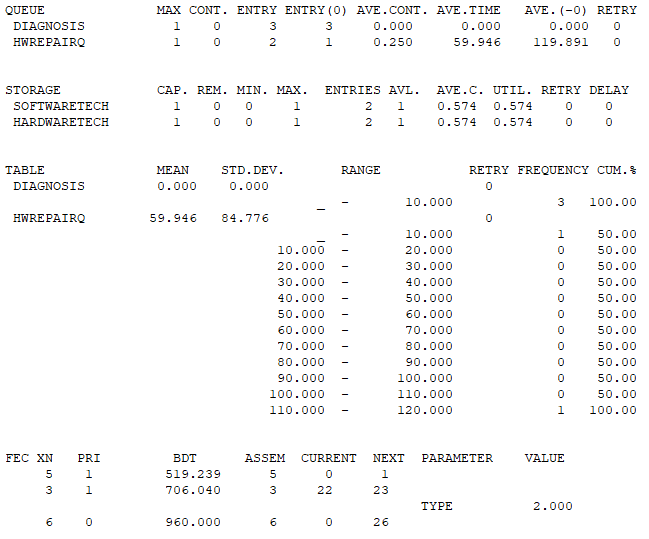 QUEUE MAX CONT. ENTRY ENTRY(0) AVE.CONT. AVE.TIME AVE.(-0) RETRY
DIAGNOSIS 1 0 3 3 0.000 0.000 0.000 0
HWREPAIRQ 1 0 2 1 0.250 59.946 119.891 0
STORAGE CAP. REM. MIN. MAX. ENTRIES AVL. AVE.C. UTIL. RETRY DELAY
SOFTWARETECH 1 0 0 1 2 1 0.574 0.574 0 0
HARDWARETECH 1 0 0 1 2 1 0.574 0.574 0 0
TABLE MEAN STD.DEV. RANGE RETRY FREQUENCY CUM.%
DIAGNOSIS 0.000 0.000 0
_ - 10.000 3 100.00
HWREPAIRQ 59.946 84.776 0
_ - 10.000 1 50.00
10.000 - 20.000 0 50.00
20.000 - 30.000 0 50.00
30.000 - 40.000 0 50.00
40.000 - 50.000 0 50.00
50.000 - 60.000 0 50.00
60.000 - 70.000 0 50.00
70.000 - 80.000 0 50.00
80.000 - 90.000 0 50.00
90.000 - 100.000 0 50.00
100.000 - 110.000 0 50.00
110.000 - 120.000 1 100.00
FEC XN PRI BDT ASSEM CURRENT NEXT PARAMETER VALUE
5 1 519.239 5 0 1
3 1 706.040 3 22 23
TYPE 2.000
6 0 960.000 6 0 26